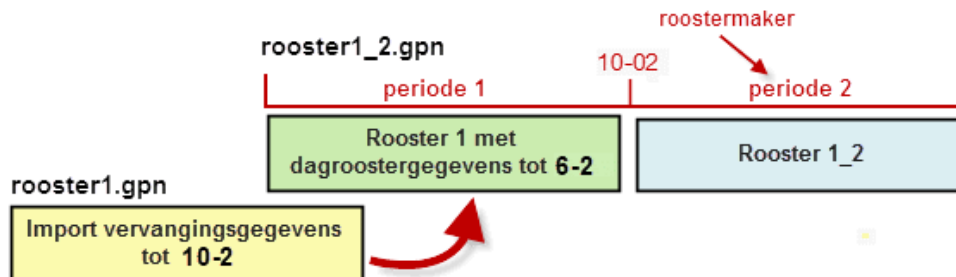 roostermaker
rooster1_2.gpn
10-02
periode 1
periode 2
Rooster 1 met
dagroostergegevens tot 6-2
Rooster 1_2
rooster1.gpn
Import vervangingsgegevens
tot 10-2